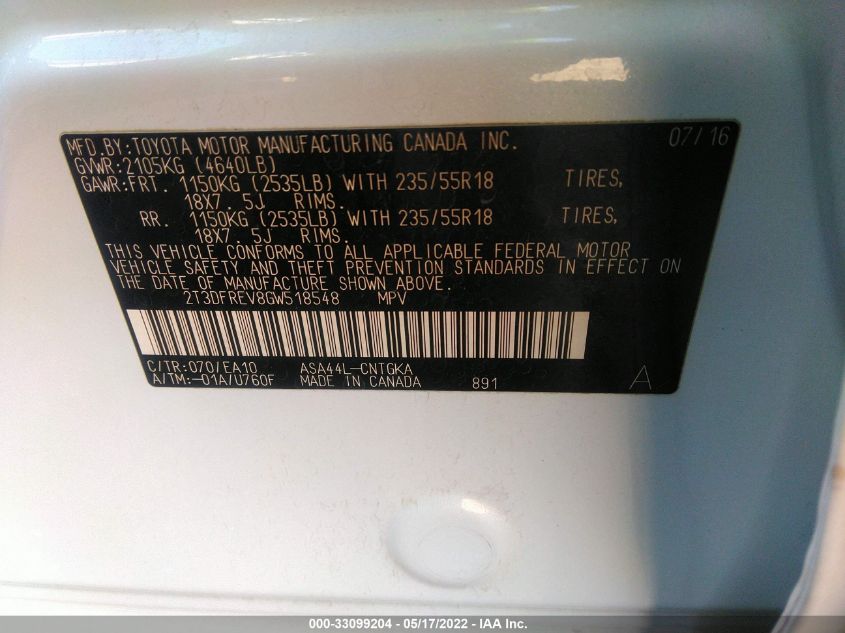 MFD.BY:TOYOTA MOTOR MANUFACTURING CANADA INC. 07/16
GVWR:2105KG (4640LB)
GAWR:FRT. 1150KG (2535LB) WITH 235/55R18 TIRES,
18X7. 5J RIMS.
RR. 1150KG (2535LB) WITH 235/55R18 TIRES,
18X7. 5J RIMS.
THIS VEHICLE CONFORMS TO ALL APPLICABLE FEDERAL MOTOR
VEHICLE SAFETY AND THEFT PREVENTION STANDARDS IN EFFECT ON
THE DATE OF MANUFACTURE SHOWN ABOVE.
2T3DFREV8GW518548 MPV
C/TR:070/EA10 ASA44L-CNTGKA
A/TM:-01A/U760F MADE IN CANADA 891 A
000-33099204 - 05/17/2022 - IAA Inc.